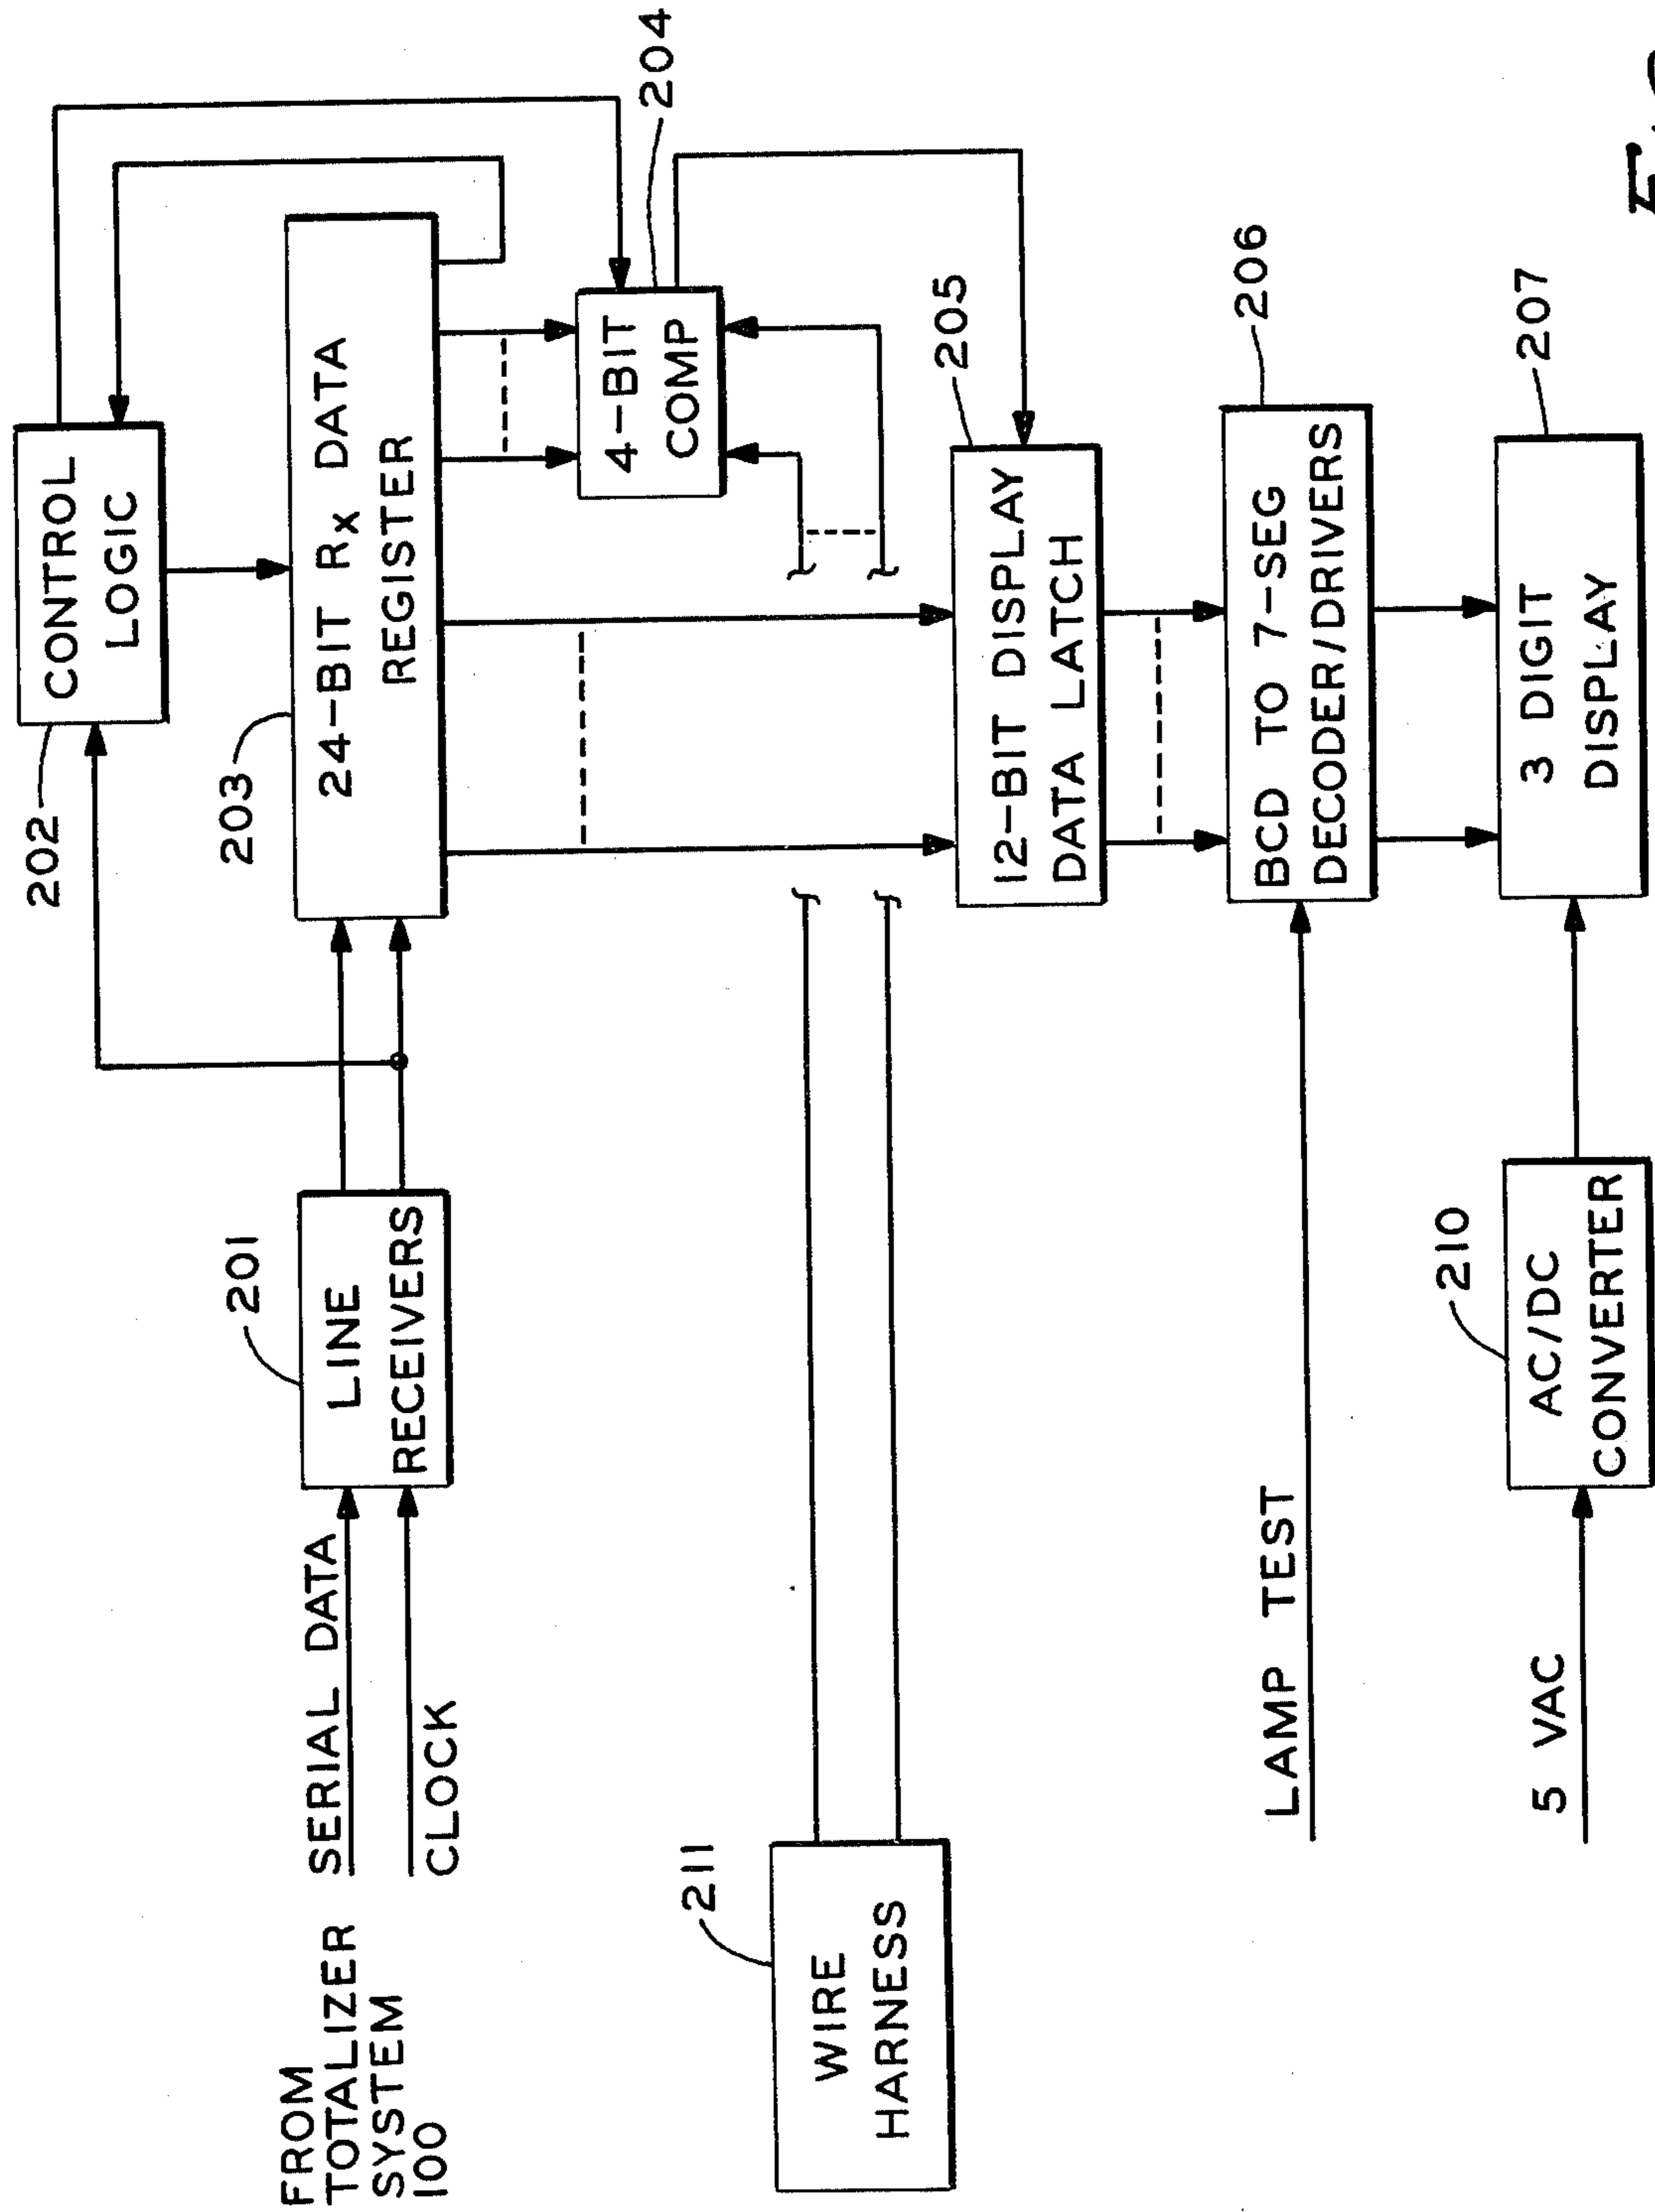 202
CONTROL
LOGIC
203
24-BIT Rx DATA
REGISTER
204
4-BIT
COMP
201
LINE
RECEIVERS
FROM
TOTALIZER
SYSTEM
100
SERIAL DATA
CLOCK
211
WIRE
HARNESS
205
12-BIT DISPLAY
DATA LATCH
206
BCD TO 7-SEG
DECODER/DRIVERS
LAMP TEST
207
3 DIGIT
DISPLAY
210
AC/DC
CONVERTER
5 VAC